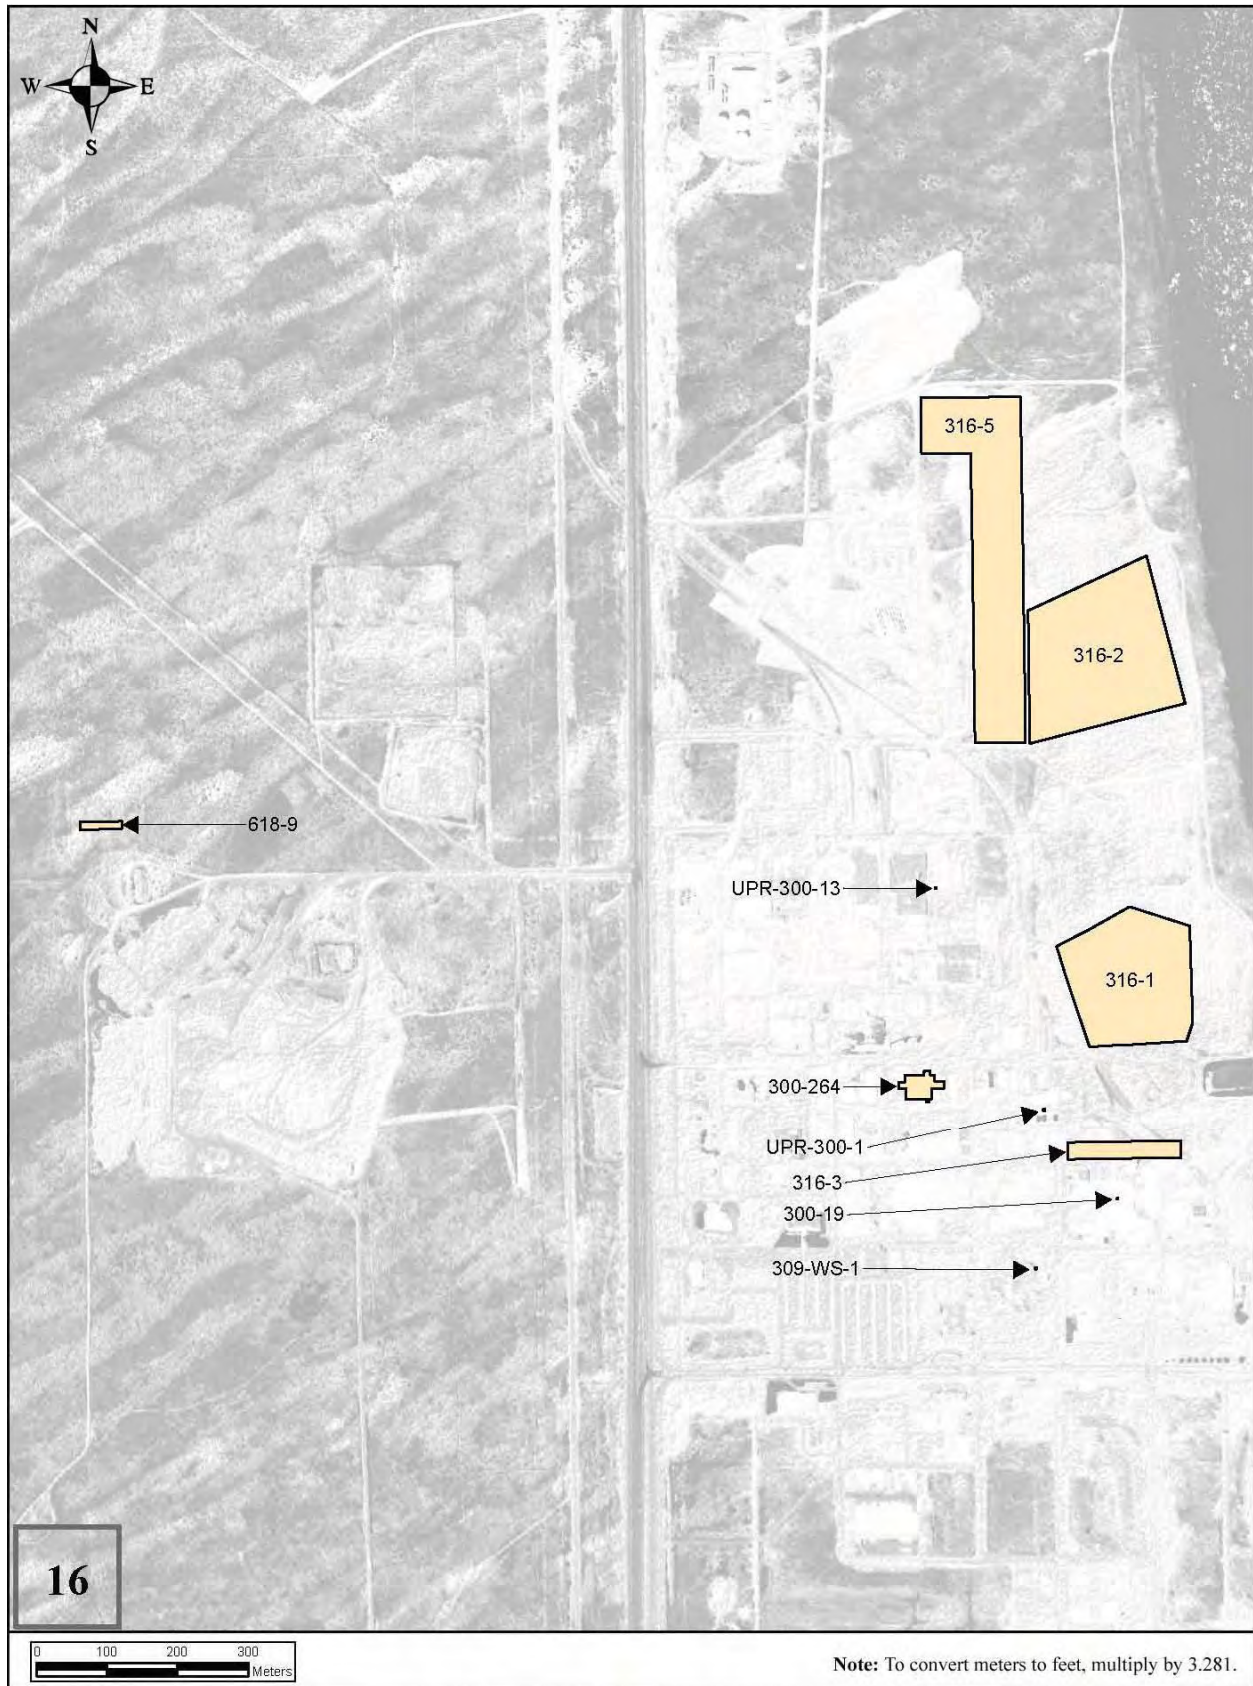 N
W E
S
316-5
316-2
618-9
UPR-300-13
316-1
300-264
UPR-300-1
316-3
300-19
309-WS-1
16
0 100 200 300
Meters
Note: To convert meters to feet, multiply by 3.281.